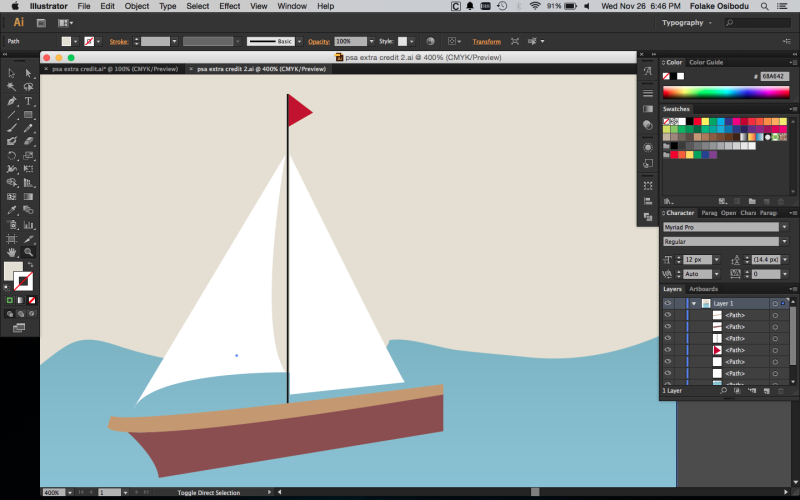 Illustrator File Edit Object Type Select Effect View Window Help 91% Wed Nov 26 6:46 PM Folake Osibodu
Ai Br Typography
Path Stroke: Basic Opacity: 100% Style: Transform
psa extra credit 2.ai @ 400% (CMYK/Preview)
psa extra credit.ai* @ 100% (CMYK/Preview) psa extra credit 2.ai @ 400% (CMYK/Preview)
Color Color Guide
# 68A642
Swatches
Character Parag Open Chara Parag
Myriad Pro
Regular
12 px (14.4 px)
Auto 0
Layers Artboards
Layer 1
<Path>
<Path>
<Path>
<Path>
<Path>
<Path>
1 Layer
400% 1 Toggle Direct Selection